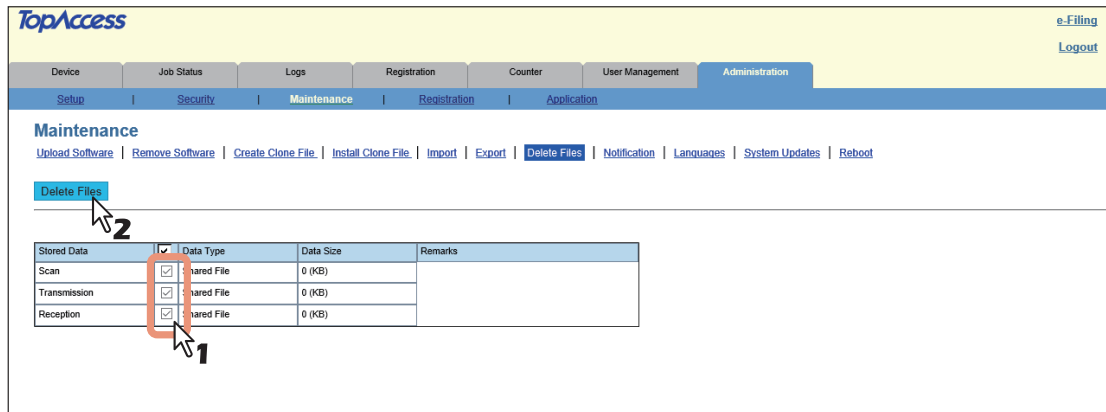 TopAccess
e-Filing
Logout
Device Job Status Logs Registration Counter User Management Administration
Setup | Security | Maintenance | Registration | Application
Maintenance
Upload Software | Remove Software | Create Clone File | Install Clone File | Import | Export | Delete Files | Notification | Languages | System Updates | Reboot
Delete Files
2
Stored Data Data Type Data Size Remarks
Scan Shared File 0 (KB)
Transmission Shared File 0 (KB)
Reception Shared File 0 (KB)
1